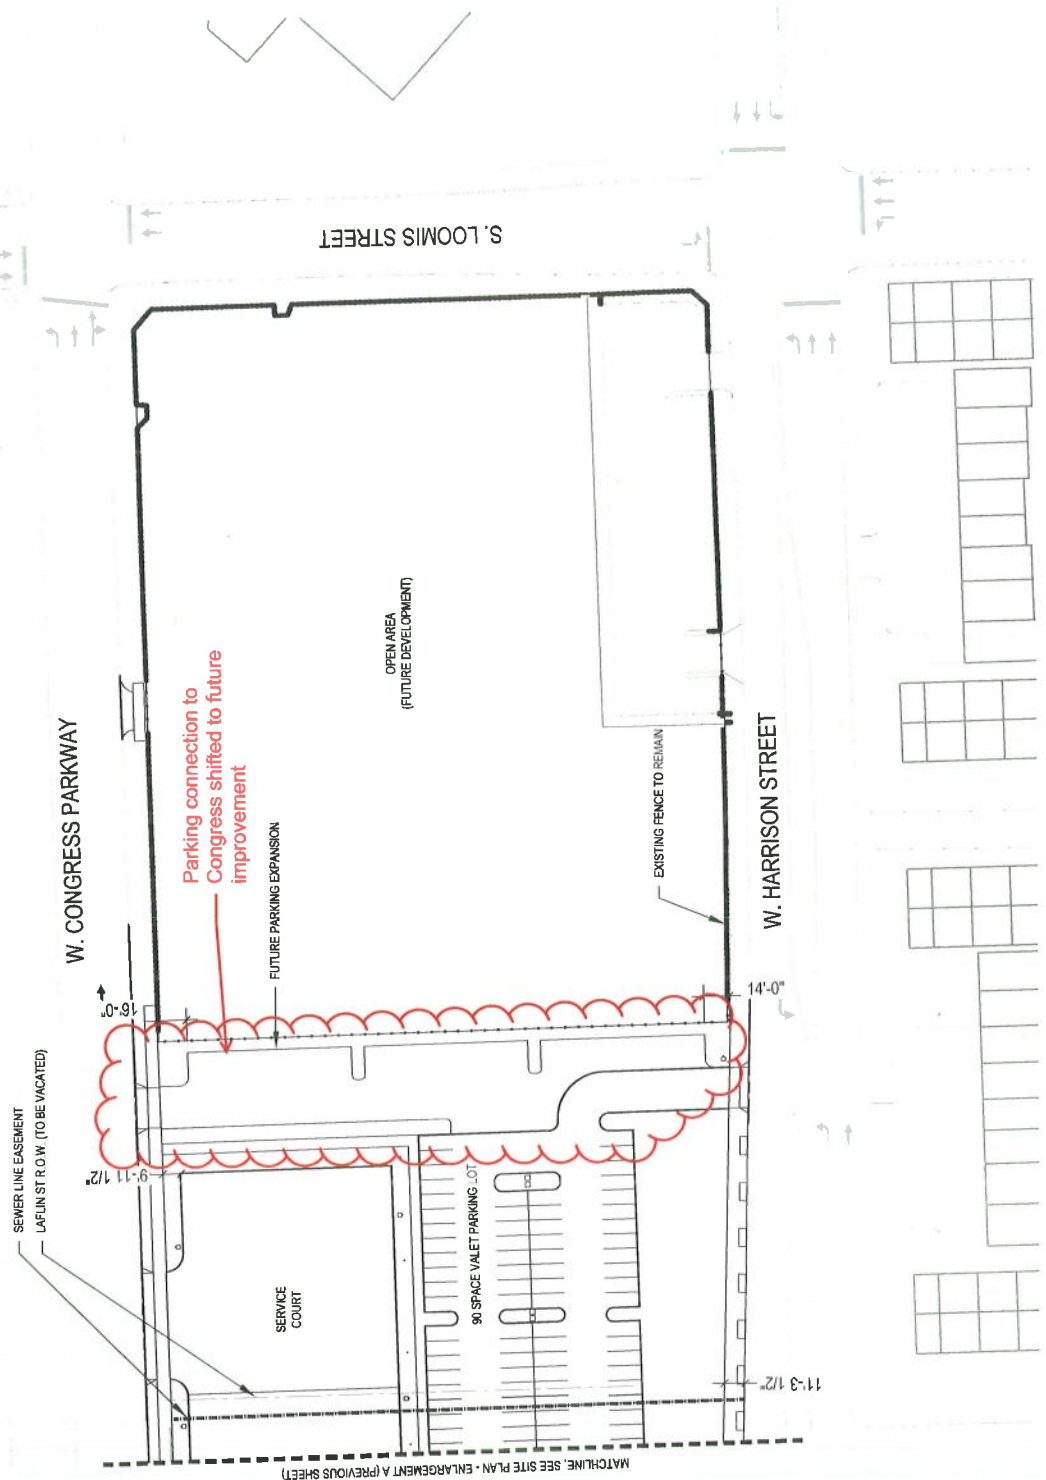 S. LOOMIS STREET
W. CONGRESS PARKWAY
Parking connection to
Congress shifted to future
improvement
OPEN AREA
(FUTURE DEVELOPMENT)
FUTURE PARKING EXPANSION
EXISTING FENCE TO REMAIN
W. HARRISON STREET
16'-0"
14'-0"
SEWER LINE EASEMENT
LAFLIN ST R.O.W. (TO BE VACATED)
9'-11 1/2"
SERVICE
COURT
90 SPACE VALET PARKING LOT
11'-3 1/2"
MATCHLINE, SEE SITE PLAN - ENLARGEMENT A (PREVIOUS SHEET)